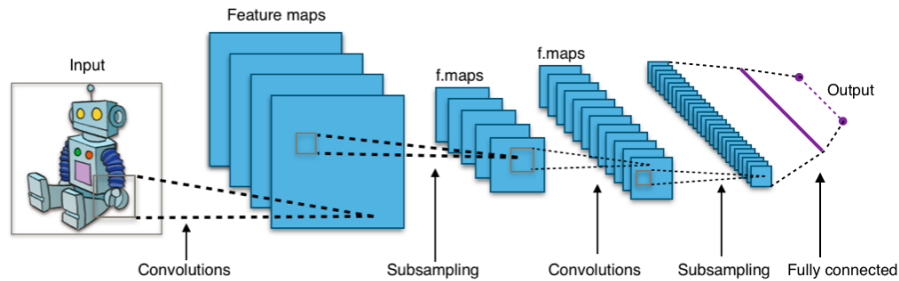 Feature maps
Input
f.maps
f.maps
Output
Convolutions
Subsampling
Convolutions
Subsampling
Fully connected